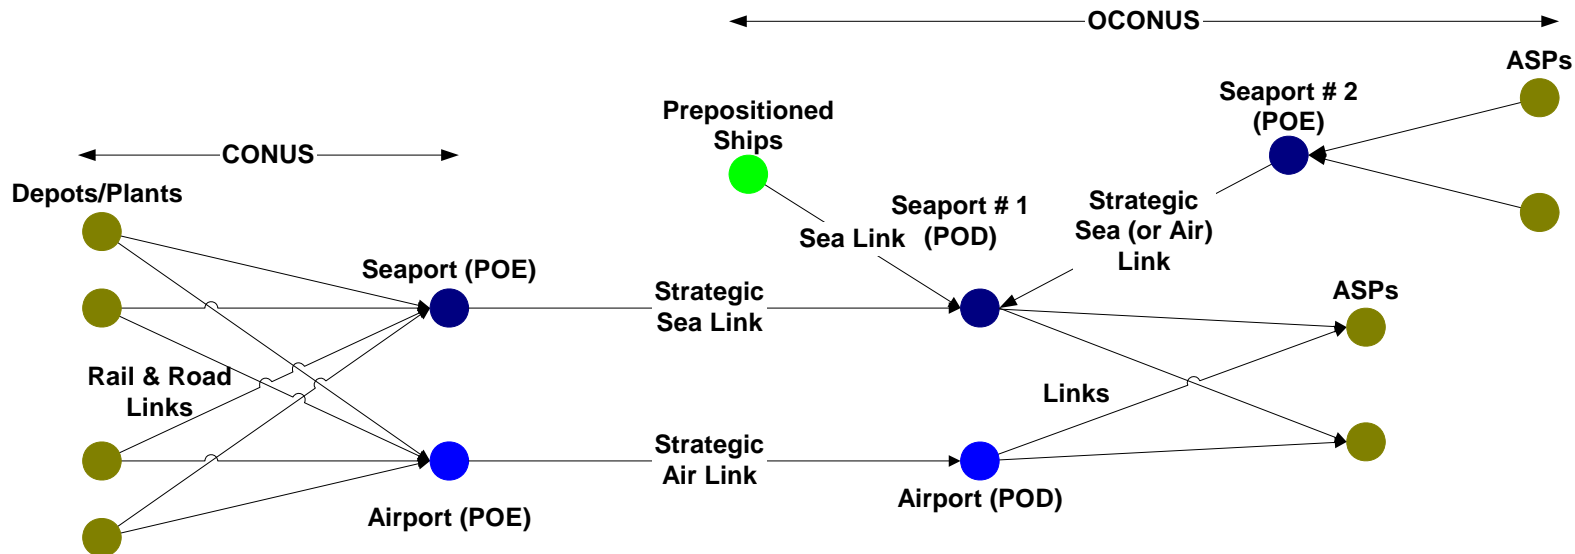 OCONUS
ASPs
Seaport # 2
(POE)
Prepositioned
Ships
CONUS
Depots/Plants
Seaport # 1
(POD)
Strategic
Sea (or Air)
Link
Sea Link
Seaport (POE)
Strategic
Sea Link
ASPs
Rail & Road
Links
Links
Strategic
Air Link
Airport (POE)
Airport (POD)